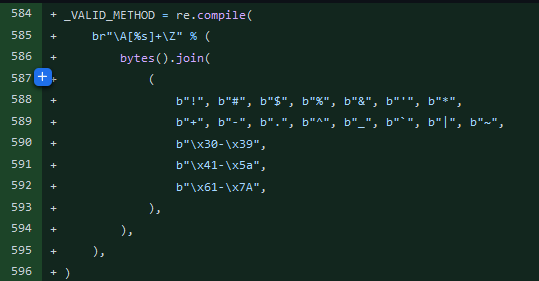 584 + _VALID_METHOD = re.compile(
585 +     br"\A[%s]+\Z" % (
586 +         bytes().join(
587 +             (
588 +                 b"!", b"#", b"$", b"%", b"&", b"'", b"*",
589 +                 b"+", b"-", b".", b"^", b"_", b"`", b"|", b"~",
590 +                 b"\x30-\x39",
591 +                 b"\x41-\x5a",
592 +                 b"\x61-\x7A",
593 +             ),
594 +         ),
595 +     ),
596 + )